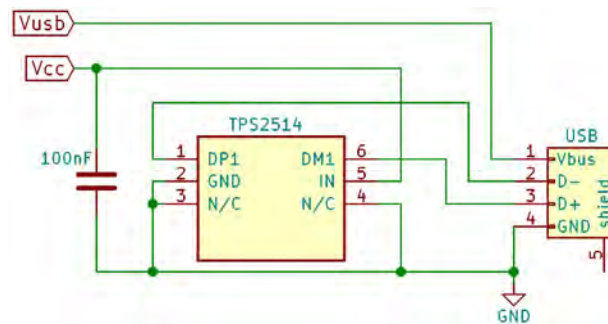 Vusb
Vcc
TPS2514
USB
100nF
1 DP1 DM1 6
2 GND IN 5
3 N/C N/C 4
1 Vbus
2 D-
3 D+
4 GND
shield
5
GND